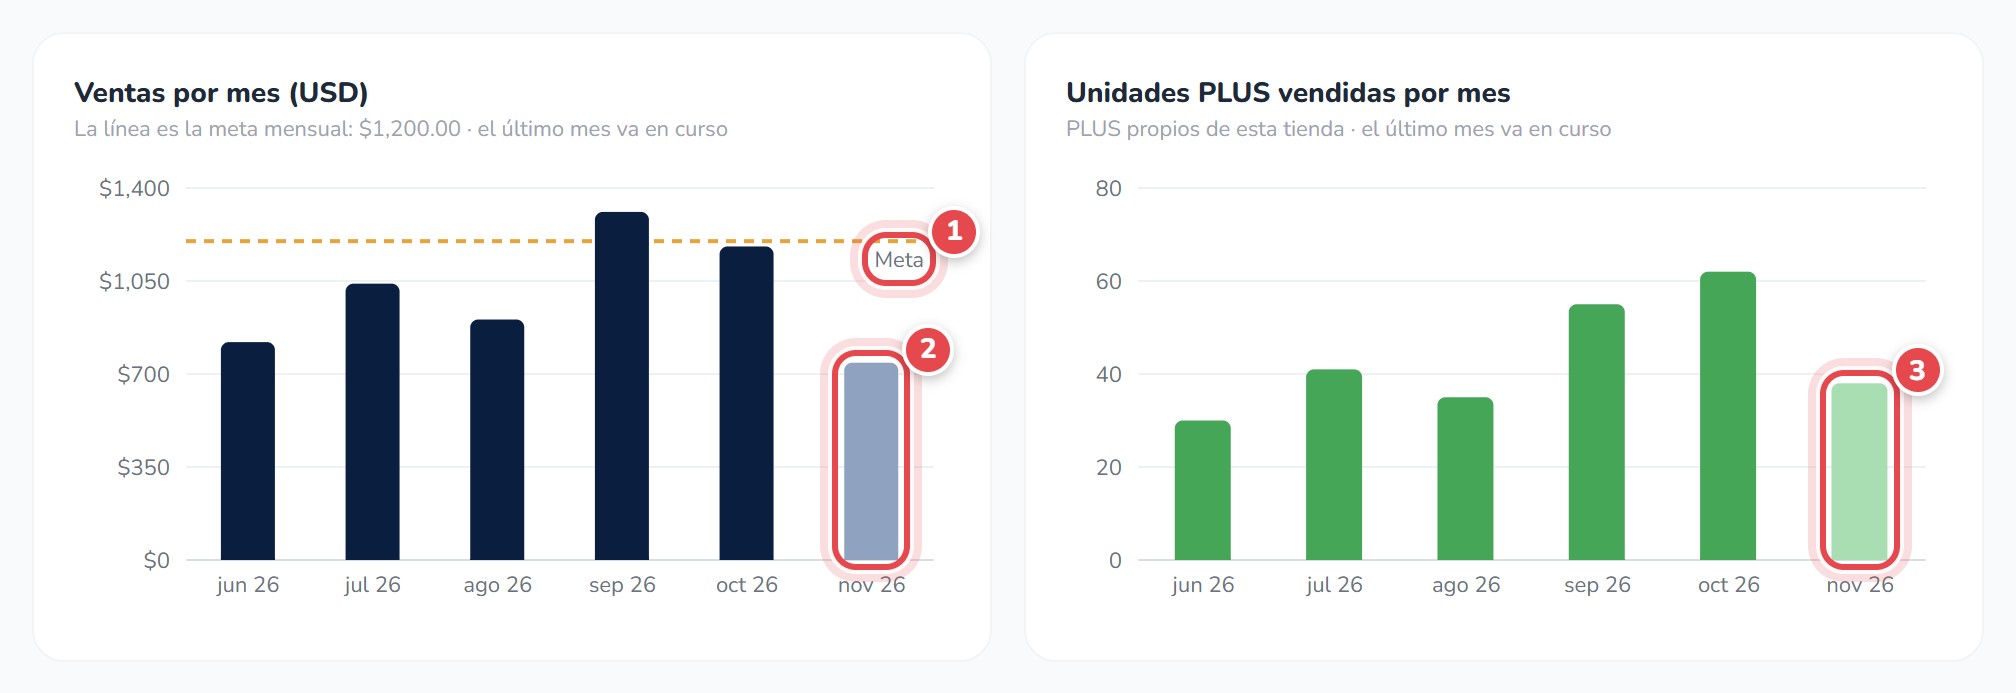 Ventas por mes (USD)
La línea es la meta mensual: $1,200.00 · el último mes va en curso
$1,400
$1,050
$700
$350
$0
Meta
1
2
jun 26
jul 26
ago 26
sep 26
oct 26
nov 26
Unidades PLUS vendidas por mes
PLUS propios de esta tienda · el último mes va en curso
80
60
40
20
0
3
jun 26
jul 26
ago 26
sep 26
oct 26
nov 26